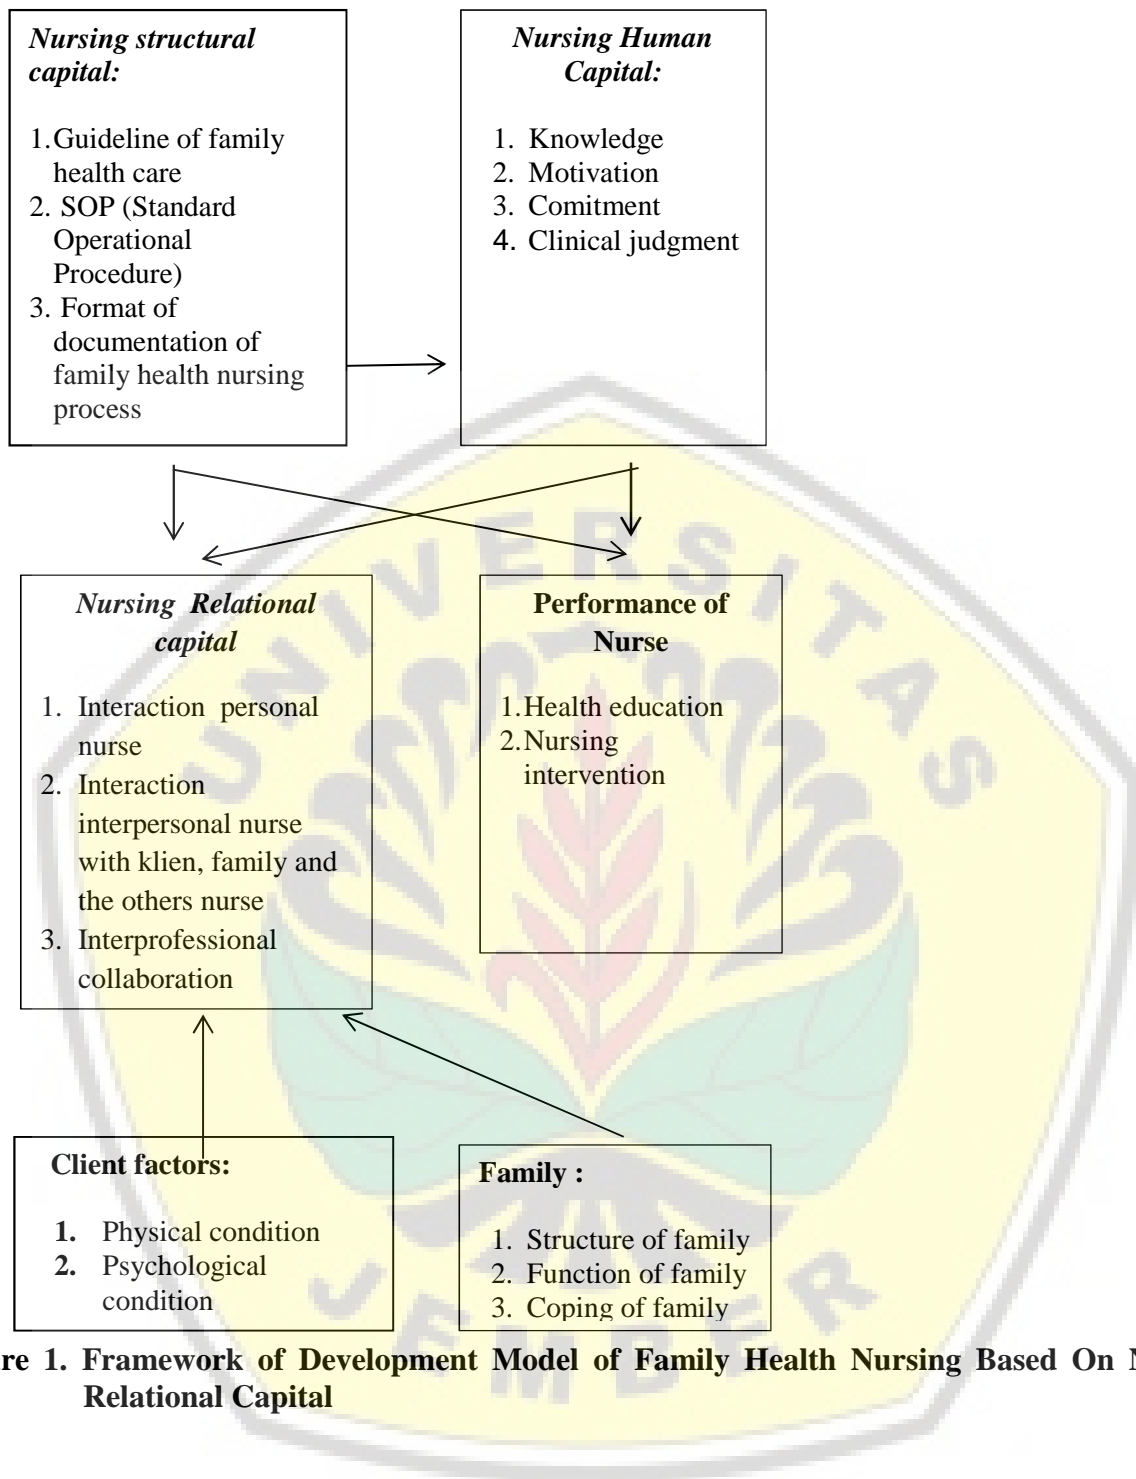 Nursing structural
capital:
1.Guideline of family
health care
2. SOP (Standard
Operational
Procedure)
3. Format of
documentation of
family health nursing
process
Nursing Human
Capital:
1. Knowledge
2. Motivation
3. Comitment
4. Clinical judgment
Nursing Relational
capital
1. Interaction personal
nurse
2. Interaction
interpersonal nurse
with klien, family and
the others nurse
3. Interprofessional
collaboration
Performance of
Nurse
1.Health education
2.Nursing
intervention
Client factors:
1. Physical condition
2. Psychological
condition
Family :
1. Structure of family
2. Function of family
3. Coping of family
re 1. Framework of Development Model of Family Health Nursing Based On N
Relational Capital
UNIVERSITAS
JEMBER